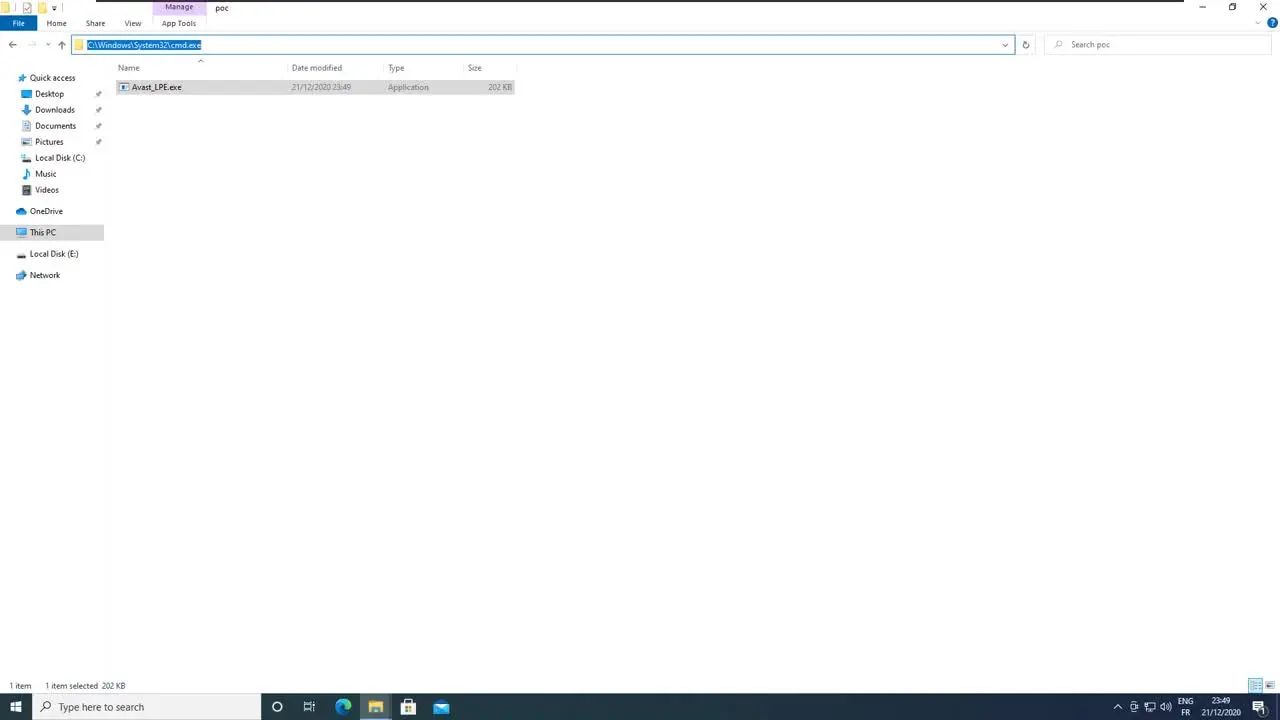 Manage poc
File Home Share View App Tools
C:\Windows\System32\cmd.exe Search poc
Name Date modified Type Size
Quick access
Avast_LPE.exe 21/12/2020 23:49 Application 202 KB
Desktop
Downloads
Documents
Pictures
Local Disk (C:)
Music
Videos
OneDrive
This PC
Local Disk (E:)
Network
1 item 1 item selected 202 KB
Type here to search
ENG 23:49
FR 21/12/2020
1